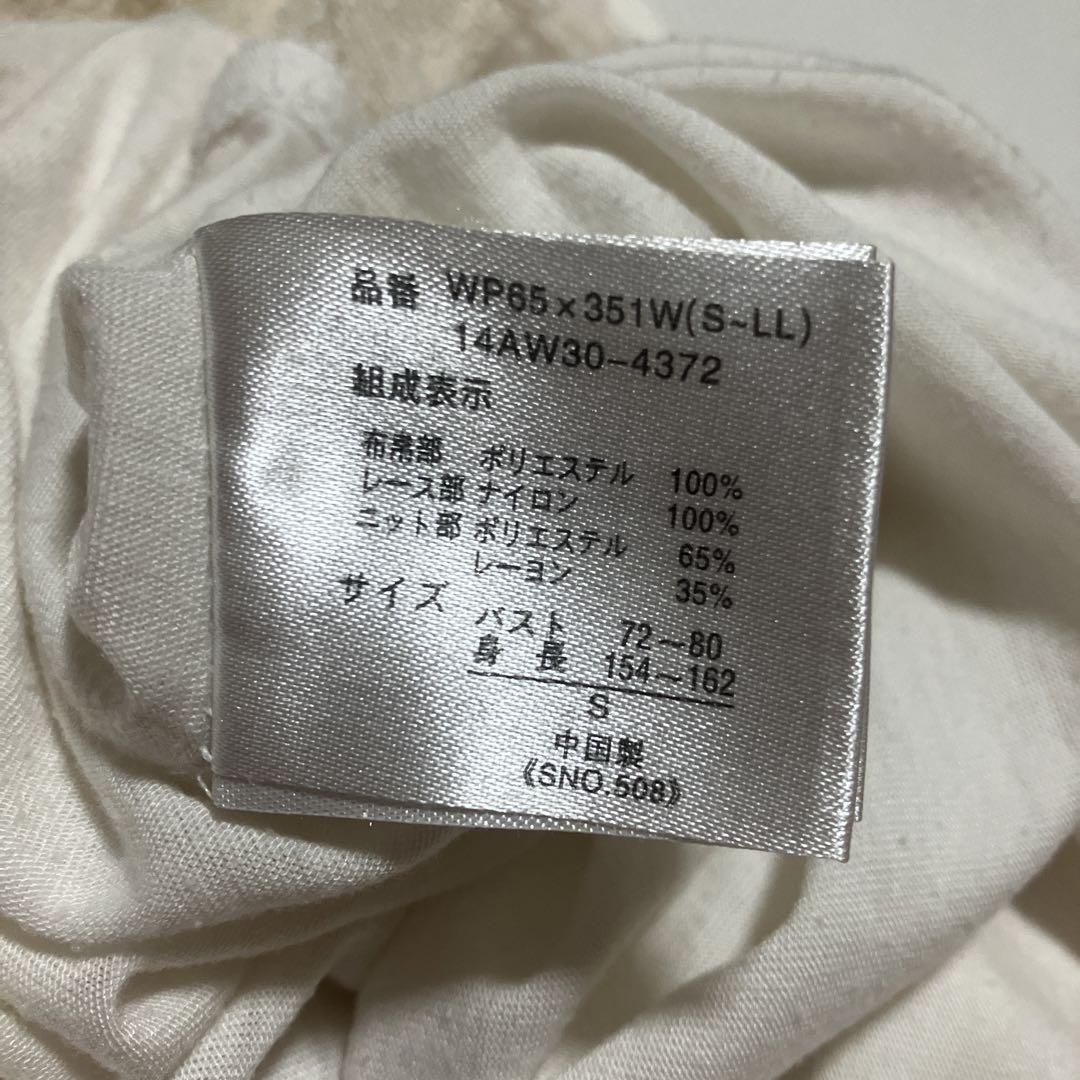 品番 WP65×351W(S~LL)
14AW30-4372
組成表示
布帛部 ポリエステル 100%
レース部 ナイロン 100%
ニット部 ポリエステル 65%
レーヨン 35%
サイズ
バスト 72~80
身長 154~162
S
中国製
《SNO.508》